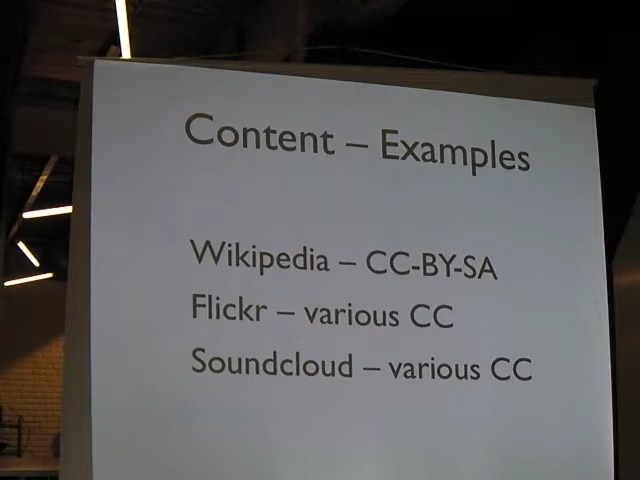 Content – Examples
Wikipedia – CC-BY-SA
Flickr – various CC
Soundcloud – various CC